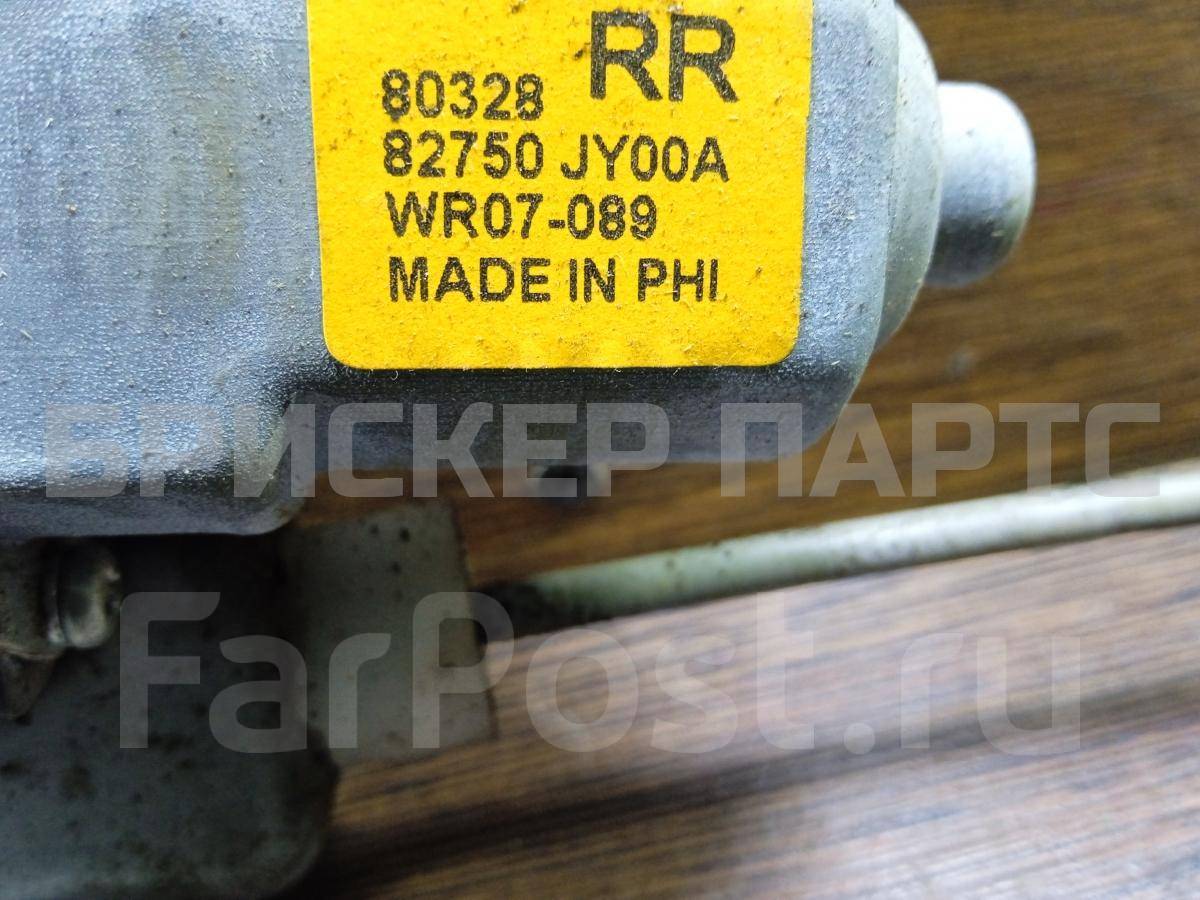 RR
80328
82750 JY00A
WR07-089
MADE IN PHI
БРИСКЕР ПАРТС
FarPost.ru